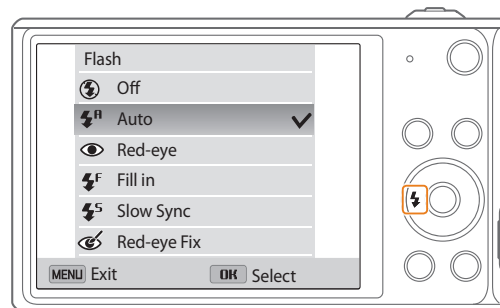 Flash
Off
A Auto
Red-eye
F Fill in
S Slow Sync
Red-eye Fix
MENU Exit OK Select